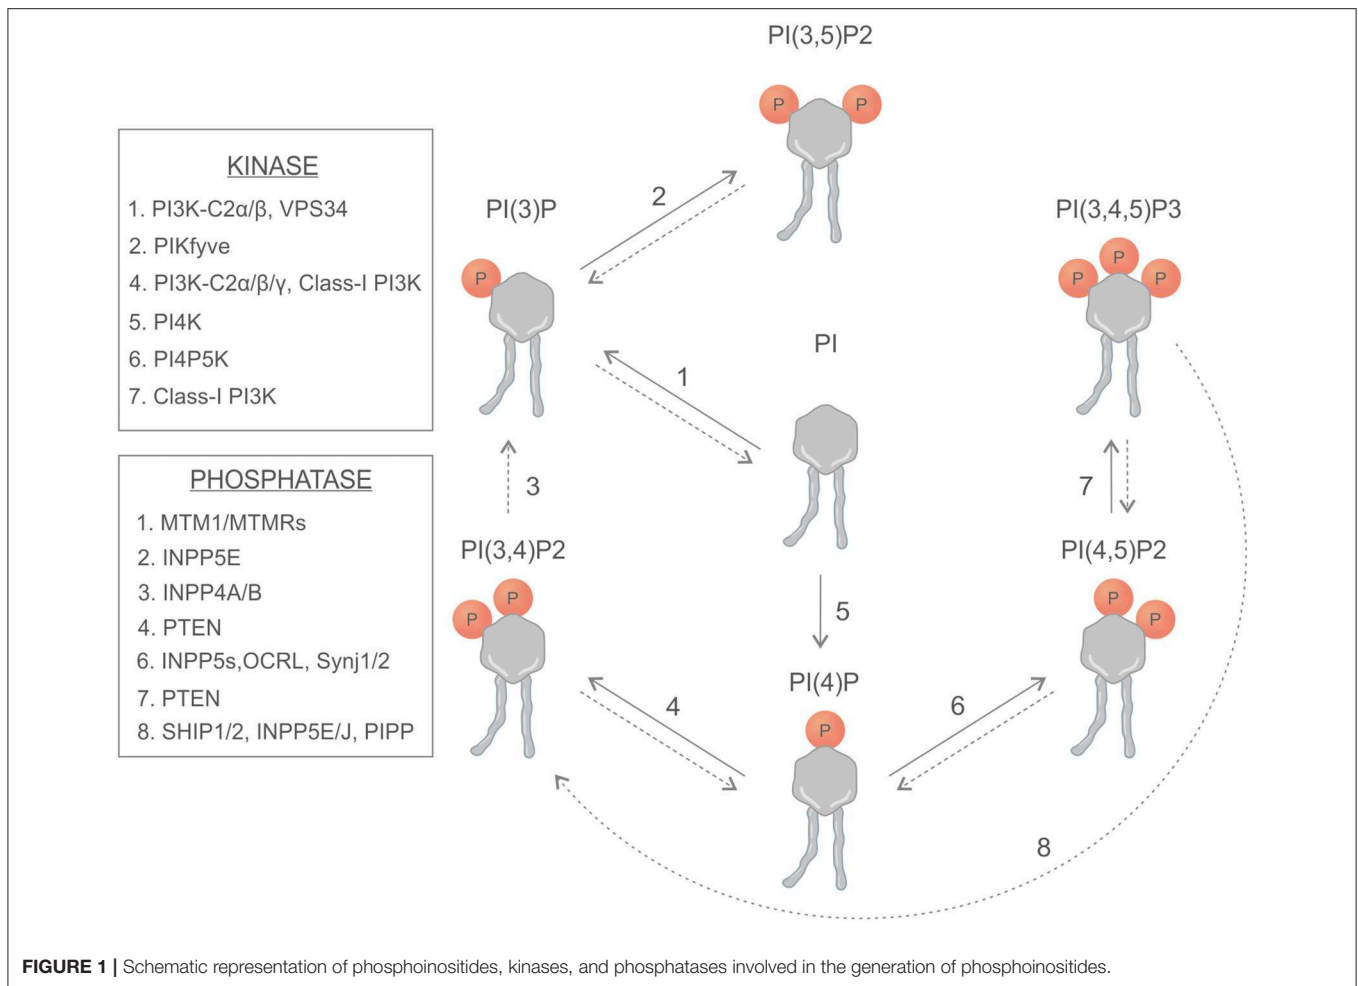 PI(3,5)P2
P
P
KINASE
1. PI3K-C2α/β, VPS34
2. PIKfyve
4. PI3K-C2α/β/γ, Class-I PI3K
5. PI4K
6. PI4P5K
7. Class-I PI3K
PHOSPHATASE
1. MTM1/MTMRs
2. INPP5E
3. INPP4A/B
4. PTEN
6. INPP5s,OCRL, Synj1/2
7. PTEN
8. SHIP1/2, INPP5E/J, PIPP
PI(3)P
P
2
PI(3,4,5)P3
P
P
P
PI
1
3
7
PI(3,4)P2
P
P
PI(4,5)P2
P
P
5
PI(4)P
P
4
6
8
FIGURE 1 | Schematic representation of phosphoinositides, kinases, and phosphatases involved in the generation of phosphoinositides.